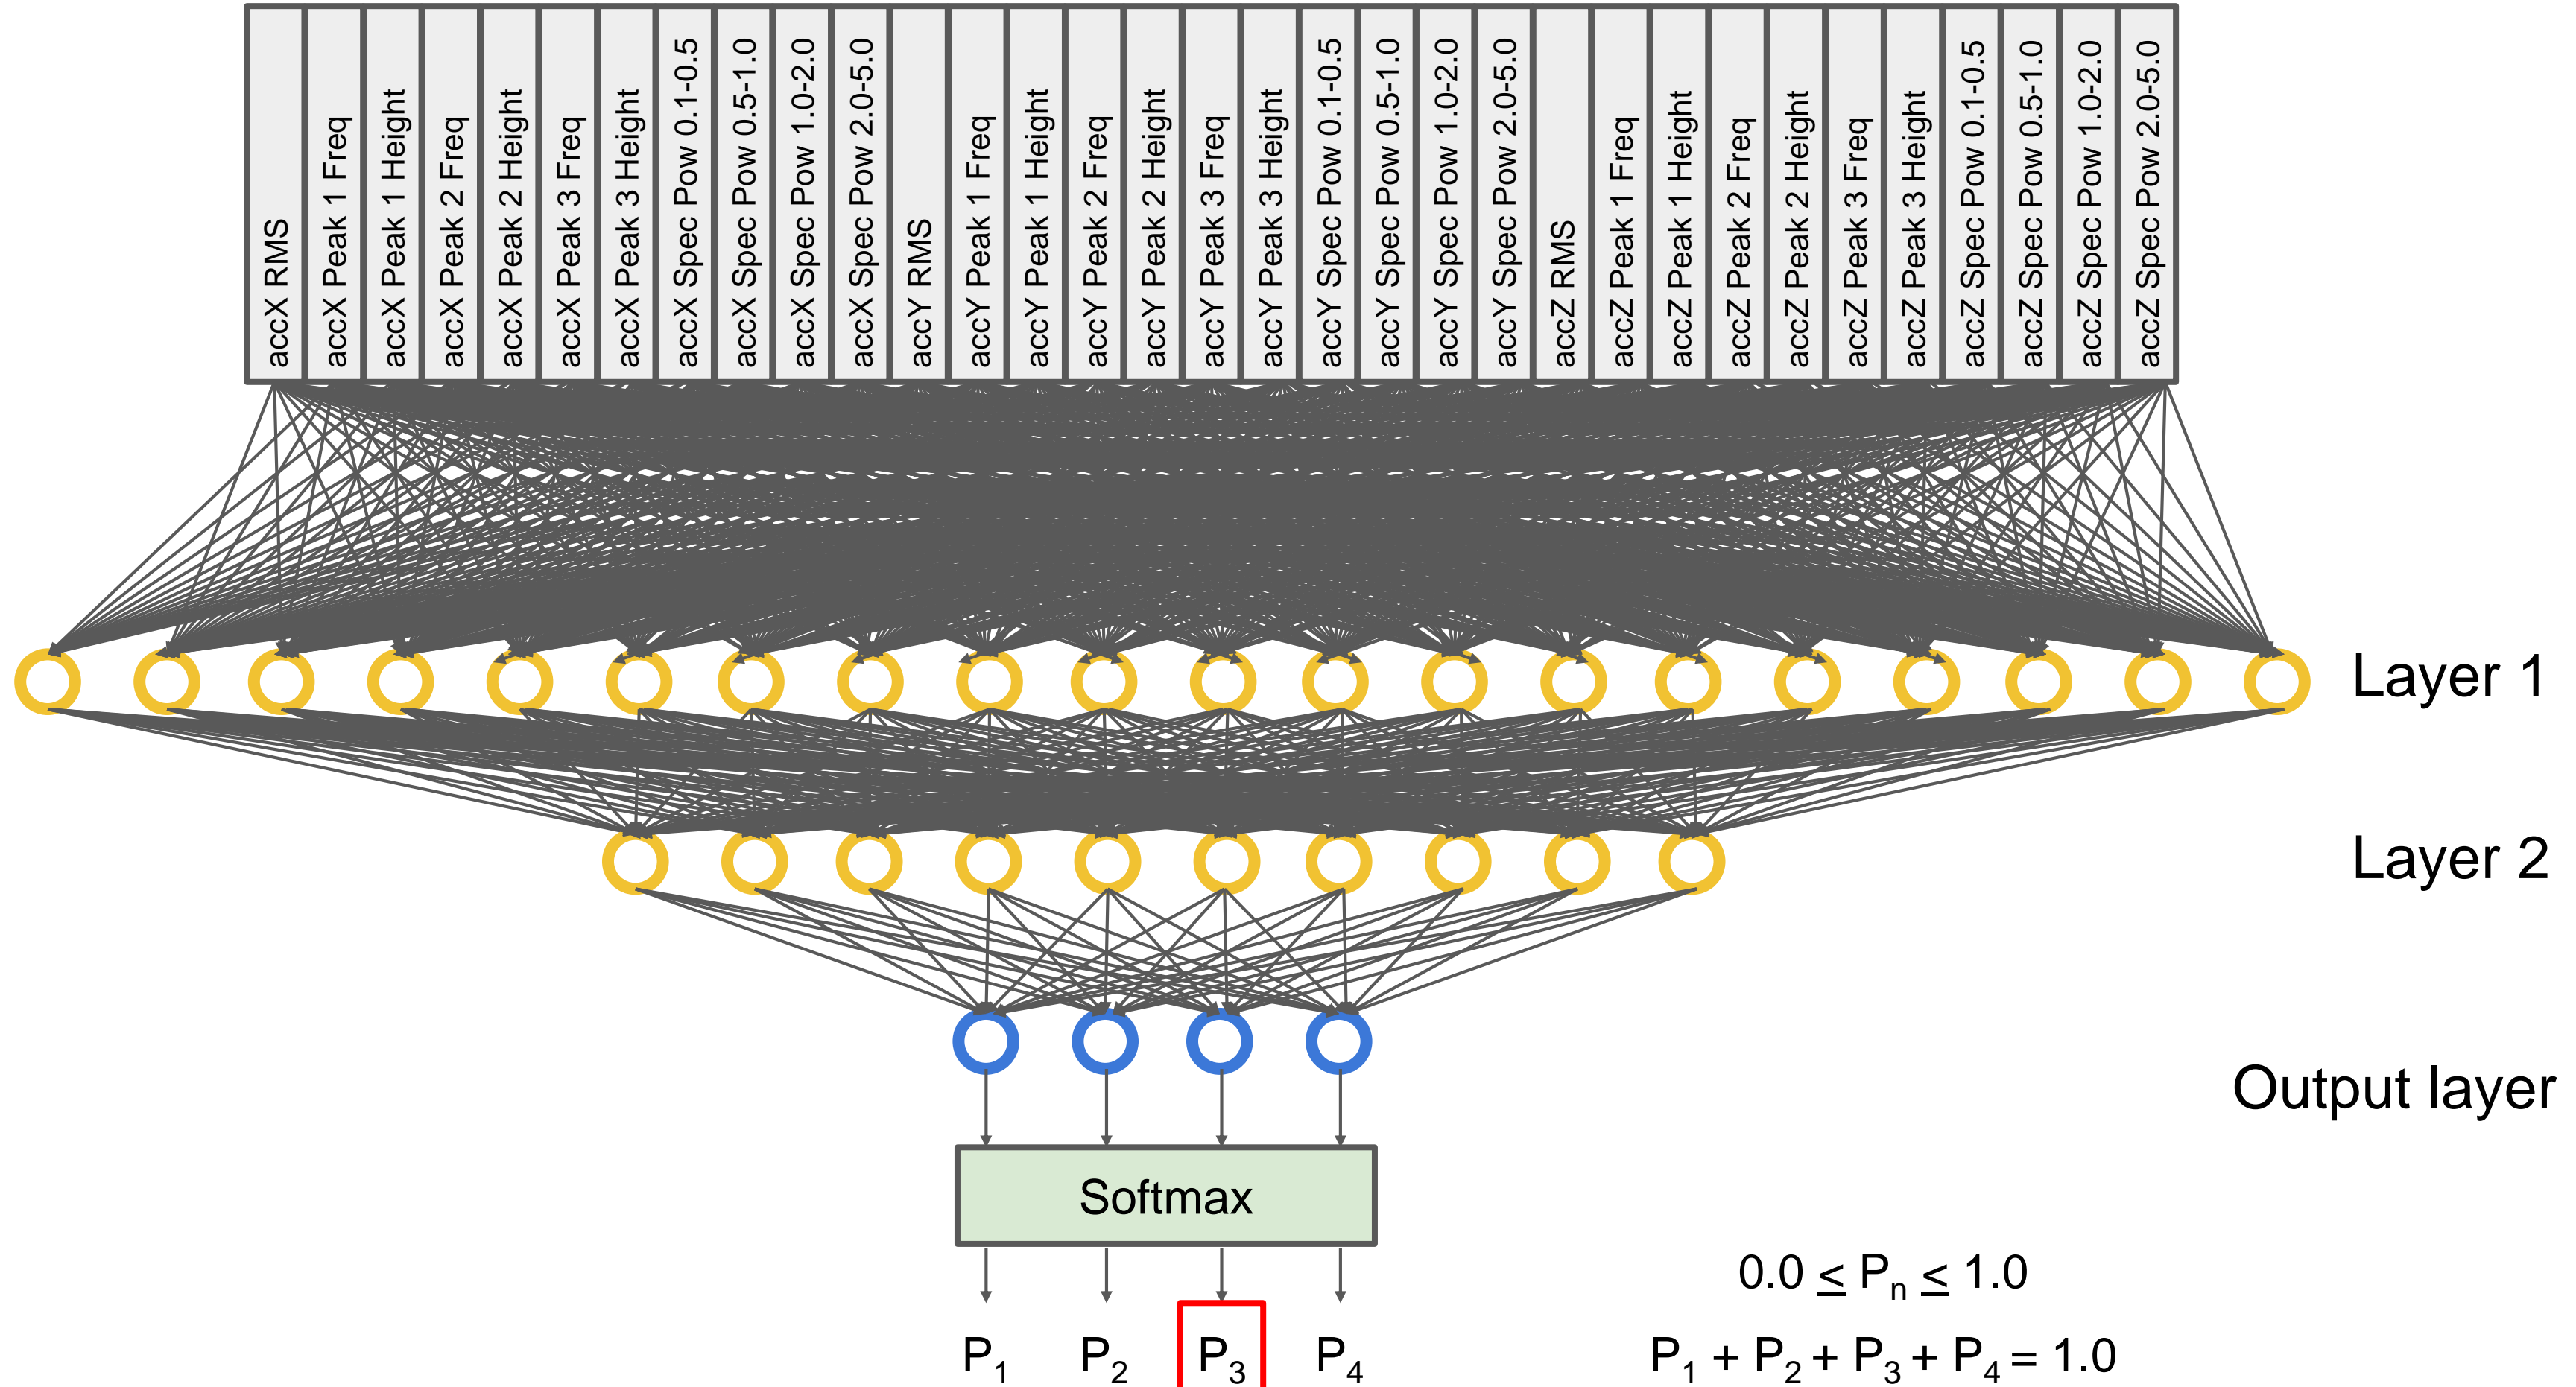 accX RMS
accX Peak 1 Freq
accX Peak 1 Height
accX Peak 2 Freq
accX Peak 2 Height
accX Peak 3 Freq
accX Peak 3 Height
accX Spec Pow 0.1-0.5
accX Spec Pow 0.5-1.0
accX Spec Pow 1.0-2.0
accX Spec Pow 2.0-5.0
accY RMS
accY Peak 1 Freq
accY Peak 1 Height
accY Peak 2 Freq
accY Peak 2 Height
accY Peak 3 Freq
accY Peak 3 Height
accY Spec Pow 0.1-0.5
accY Spec Pow 0.5-1.0
accY Spec Pow 1.0-2.0
accY Spec Pow 2.0-5.0
accZ RMS
accZ Peak 1 Freq
accZ Peak 1 Height
accZ Peak 2 Freq
accZ Peak 2 Height
accZ Peak 3 Freq
accZ Peak 3 Height
accZ Spec Pow 0.1-0.5
accZ Spec Pow 0.5-1.0
accZ Spec Pow 1.0-2.0
accZ Spec Pow 2.0-5.0
Layer 1
Layer 2
Output layer
Softmax
0.0 ≤ Pₙ ≤ 1.0
P₁ P₂ P₃ P₄
P₁ + P₂ + P₃ + P₄ = 1.0